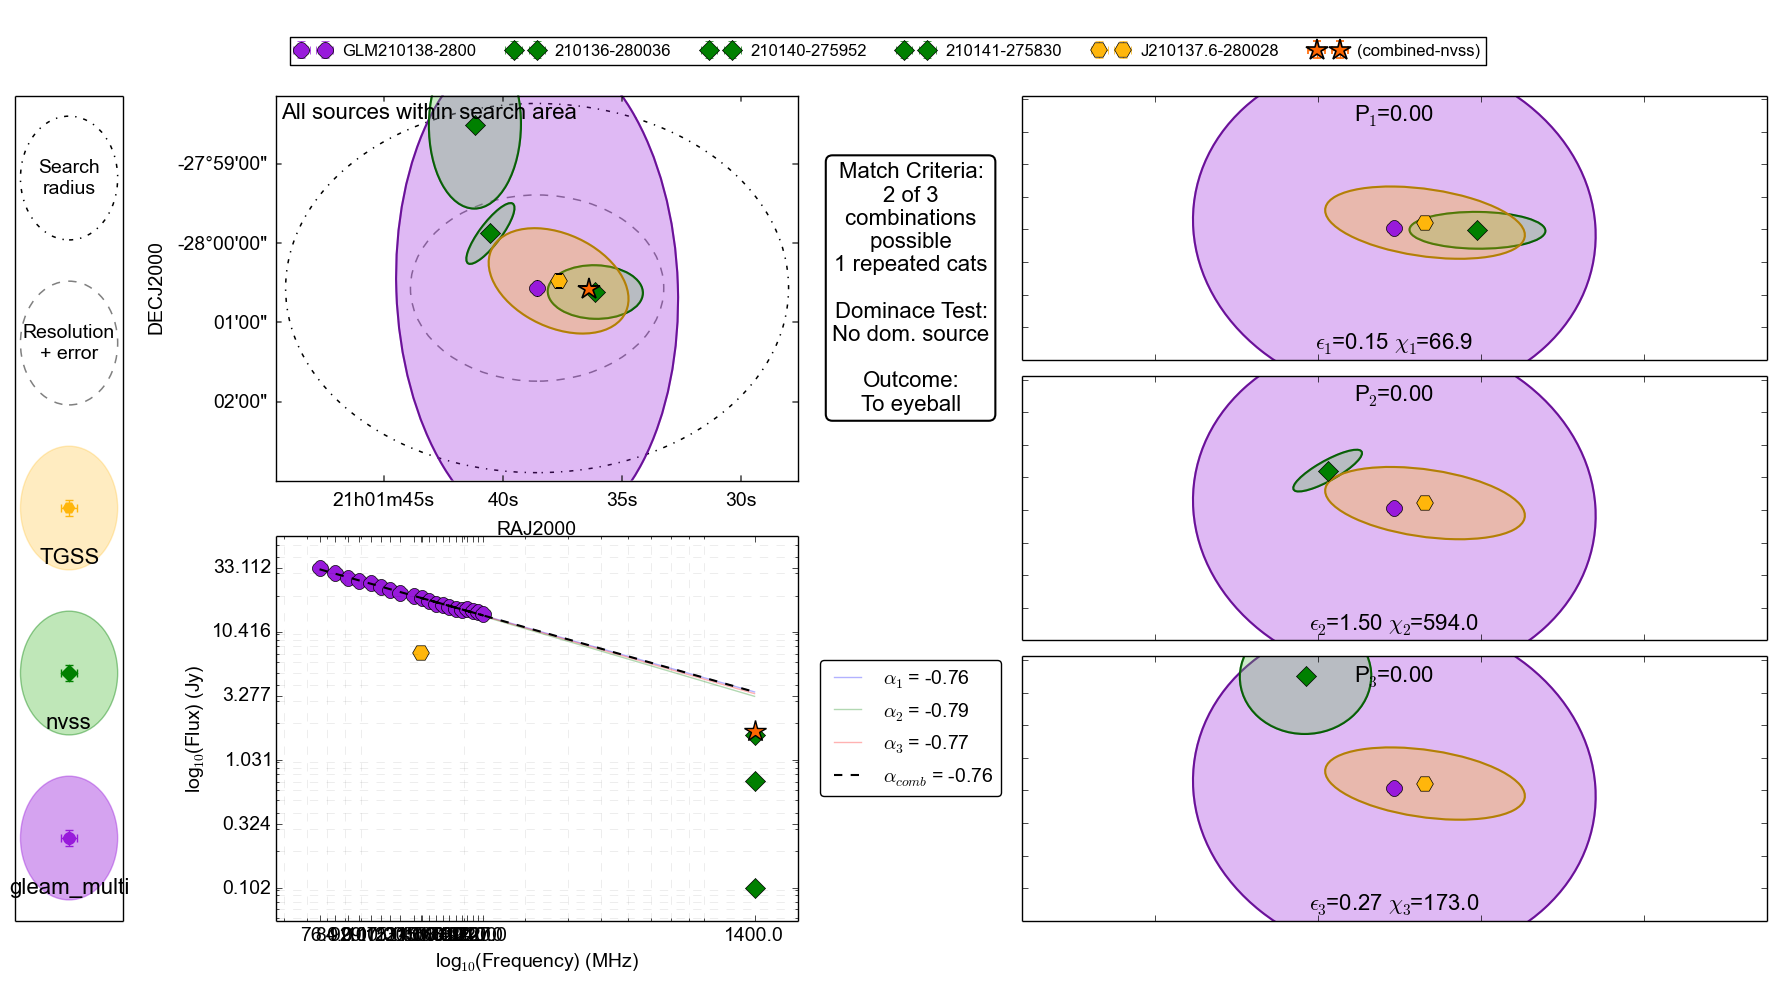 GLM210138-2800 210136-280036 210140-275952 210141-275830 J210137.6-280028 (combined-nvss)
Search
radius
Resolution
+ error
TGSS
nvss
gleam_multi
All sources within search area
DECJ2000
-27°59'00"
-28°00'00"
01'00"
02'00"
21h01m45s 40s 35s 30s
RAJ2000
Match Criteria:
2 of 3
combinations
possible
1 repeated cats
Dominace Test:
No dom. source
Outcome:
To eyeball
log10(Flux) (Jy)
33.112
10.416
3.277
1.031
0.324
0.102
1400.0
log10(Frequency) (MHz)
α1 = -0.76
α2 = -0.79
α3 = -0.77
αcomb = -0.76
P1=0.00
ϵ1=0.15 χ1=66.9
P2=0.00
ϵ2=1.50 χ2=594.0
P3=0.00
ϵ3=0.27 χ3=173.0